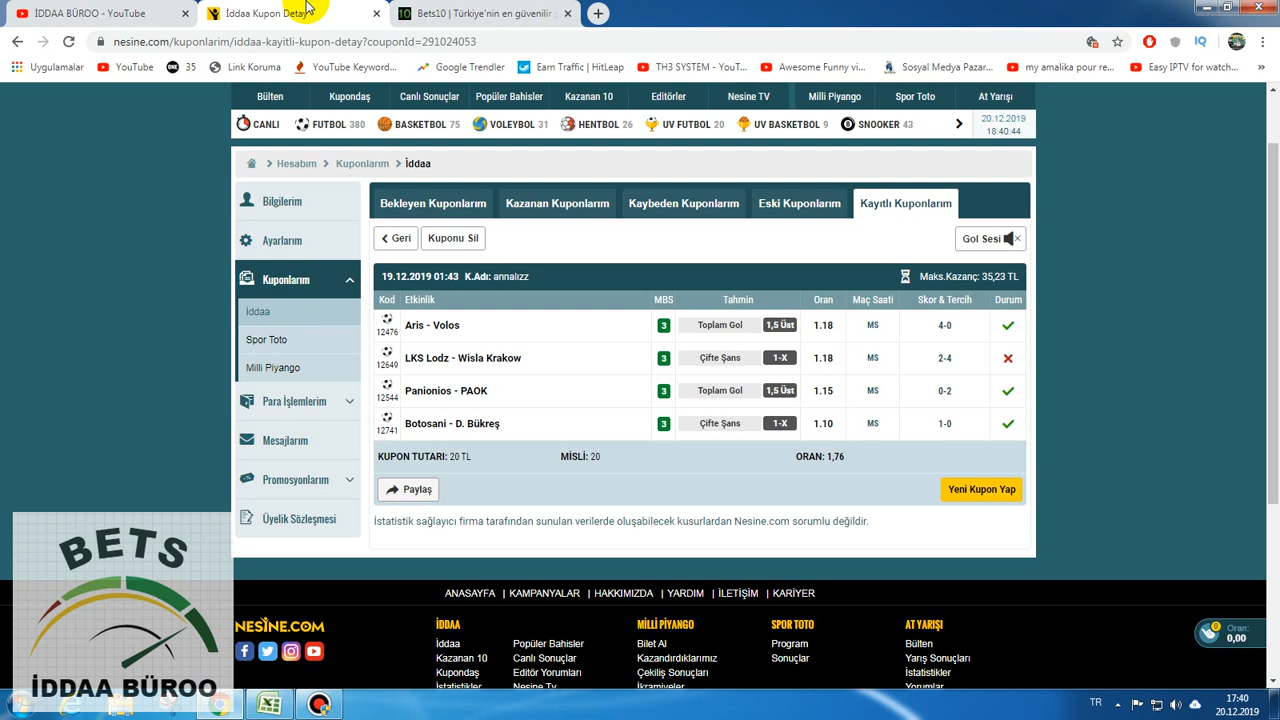 İDDAA BÜROO - YouTube
İddaa Kupon Detay
Bets10 | Türkiye'nin en güvenilir
nesine.com/kuponlarim/iddaa-kayitli-kupon-detay?couponId=291024053
Uygulamalar YouTube 35 Link Koruma YouTube Keyword... Google Trendler Earn Traffic | HitLeap TH3 SYSTEM - YouT... Awesome Funny vi... Sosyal Medya Pazar... my amalika pour re... Easy IPTV for watch... »
Bülten Kupondaş Canlı Sonuçlar Popüler Bahisler Kazanan 10 Editörler Nesine TV Milli Piyango Spor Toto At Yarışı
CANLI FUTBOL 380 BASKETBOL 75 VOLEYBOL 31 HENTBOL 26 UV FUTBOL 20 UV BASKETBOL 9 SNOOKER 43
20.12.2019
18:40:44
Hesabım > Kuponlarım > İddaa
Bilgilerim
Ayarlarım
Kuponlarım
İddaa
Spor Toto
Milli Piyango
Para İşlemlerim
Mesajlarım
Promosyonlarım
Üyelik Sözleşmesi
Bekleyen Kuponlarım Kazanan Kuponlarım Kaybeden Kuponlarım Eski Kuponlarım Kayıtlı Kuponlarım
Geri Kuponu Sil Gol Sesi
19.12.2019 01:43 K.Adı: annalizz Maks.Kazanç: 35,23 TL
Kod Etkinlik MBS Tahmin Oran Maç Saati Skor & Tercih Durum
12476 Aris - Volos 3 Toplam Gol 1,5 Üst 1.18 MS 4-0
12649 LKS Lodz - Wisla Krakow 3 Çifte Şans 1-X 1.18 MS 2-4
12544 Panionios - PAOK 3 Toplam Gol 1,5 Üst 1.15 MS 0-2
12741 Botosani - D. Bükreş 3 Çifte Şans 1-X 1.10 MS 1-0
KUPON TUTARI: 20 TL MİSLİ: 20 ORAN: 1,76
Paylaş Yeni Kupon Yap
İstatistik sağlayıcı firma tarafından sunulan verilerde oluşabilecek kusurlardan Nesine.com sorumlu değildir.
BETS
İDDAA BÜROO
ANASAYFA | KAMPANYALAR | HAKKIMIZDA | YARDIM | İLETİŞİM | KARİYER
NESİNE.COM
İDDAA
İddaa
Kazanan 10
Kupondaş
İstatistikler
Popüler Bahisler
Canlı Sonuçlar
Editör Yorumları
Nesine TV
MİLLİ PİYANGO
Bilet Al
Kazandırdıklarımız
Çekiliş Sonuçları
İkramiyeler
SPOR TOTO
Program
Sonuçlar
AT YARIŞI
Bülten
Yarış Sonuçları
İstatistikler
Yorumlar
0 Oran:
0,00
TR
17:40
20.12.2019